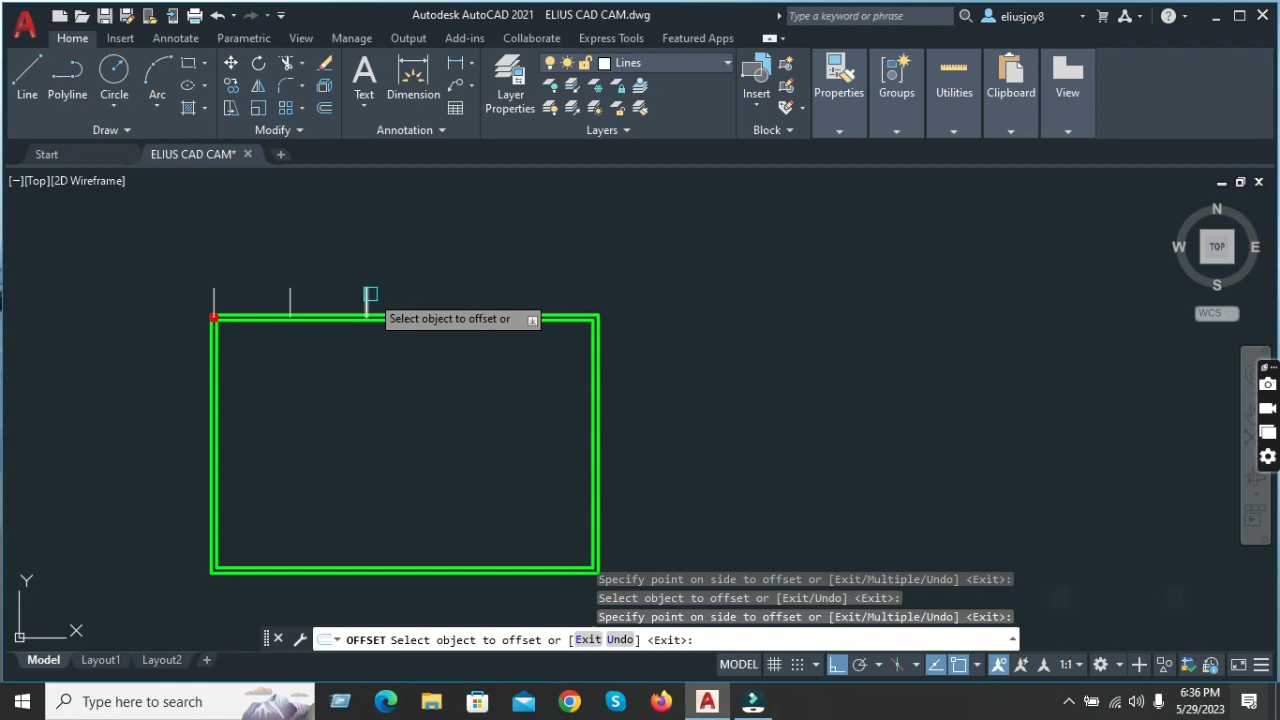 Autodesk AutoCAD 2021 ELIUS CAD CAM.dwg
Type a keyword or phrase
eliusjoy8
Home Insert Annotate Parametric View Manage Output Add-ins Collaborate Express Tools Featured Apps
Line Polyline Circle Arc
Text Dimension
Layer
Properties
Lines
Insert
Properties Groups Utilities Clipboard View
Draw Modify Annotation Layers Block
Start ELIUS CAD CAM*
[−][Top][2D Wireframe]
N
W TOP E
S
WCS
Select object to offset or
Y
X
Specify point on side to offset or [Exit/Multiple/Undo] <Exit>:
Select object to offset or [Exit/Undo] <Exit>:
Specify point on side to offset or [Exit/Multiple/Undo] <Exit>:
OFFSET Select object to offset or [Exit Undo] <Exit>:
Model Layout1 Layout2
MODEL 1:1
Type here to search
6:36 PM
5/29/2023